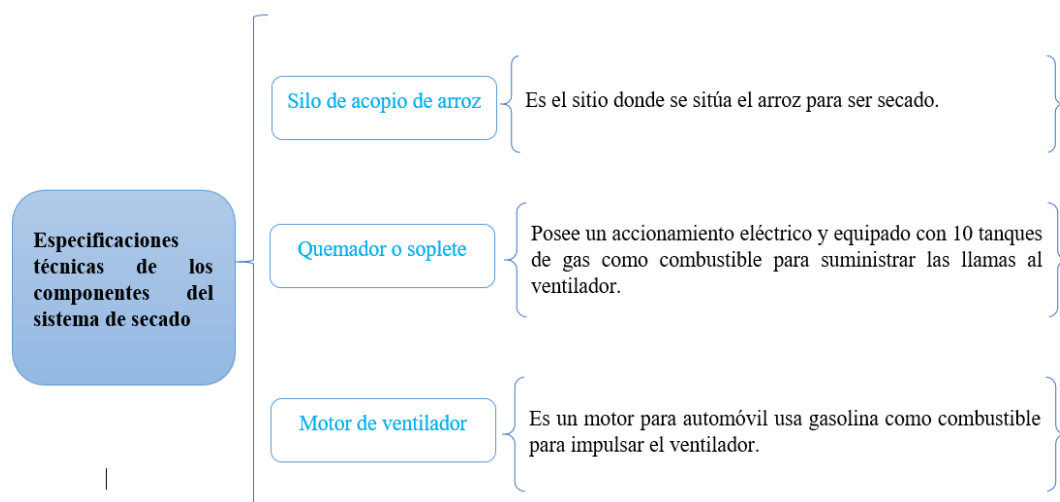 Especificaciones
técnicas de los
componentes del
sistema de secado
Silo de acopio de arroz
Es el sitio donde se sitúa el arroz para ser secado.
Quemador o soplete
Posee un accionamiento eléctrico y equipado con 10 tanques
de gas como combustible para suministrar las llamas al
ventilador.
Motor de ventilador
Es un motor para automóvil usa gasolina como combustible
para impulsar el ventilador.